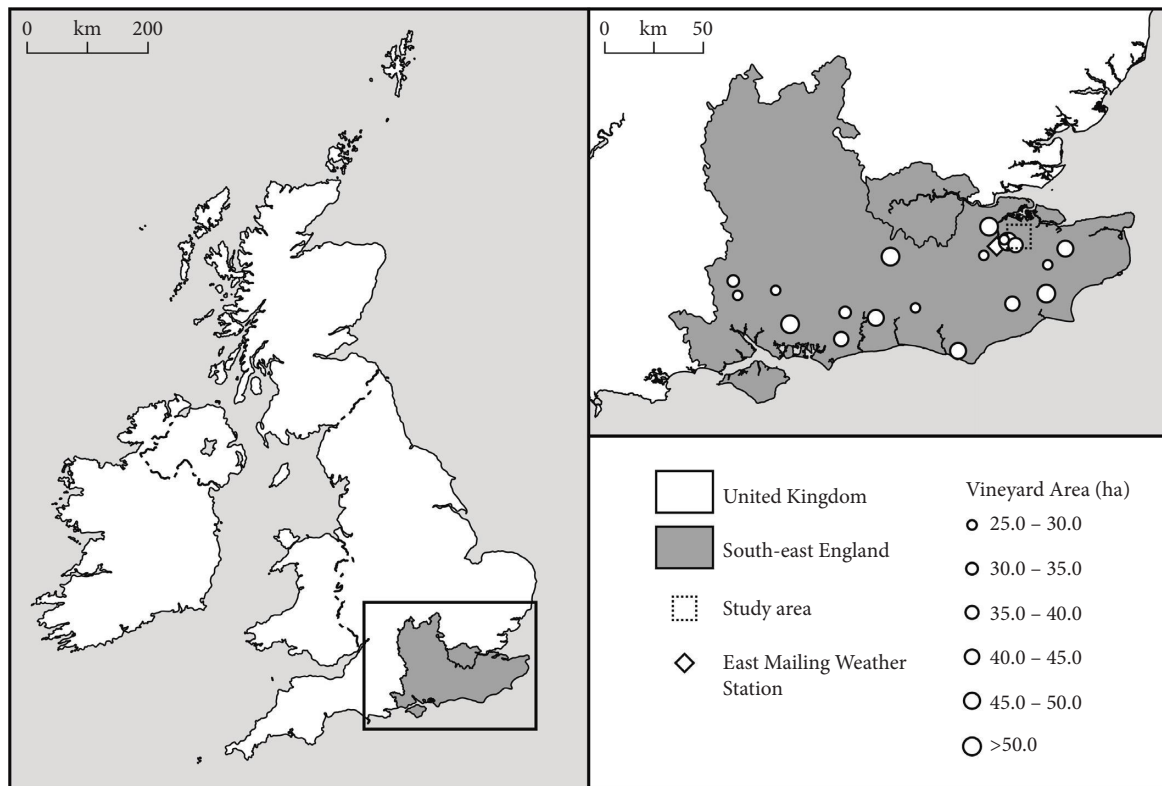 0 km 200
0 km 50
United Kingdom
South-east England
Study area
East Mailing Weather
Station
Vineyard Area (ha)
25.0 – 30.0
30.0 – 35.0
35.0 – 40.0
40.0 – 45.0
45.0 – 50.0
>50.0